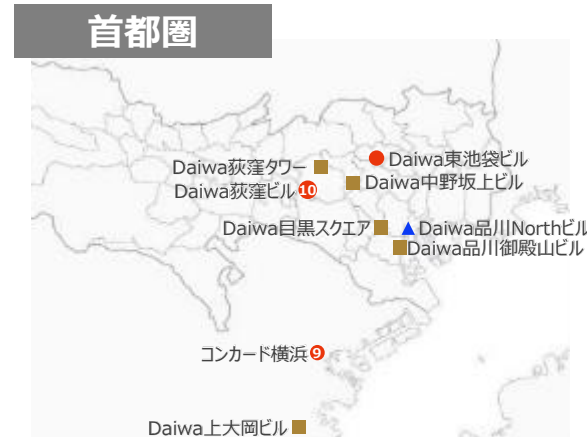 首都圏
Daiwa東池袋ビル
Daiwa荻窪タワー
Daiwa中野坂上ビル
Daiwa荻窪ビル 10
Daiwa目黒スクエア
Daiwa品川Northビル
Daiwa品川御殿山ビル
コンカード横浜 9
Daiwa上大岡ビル